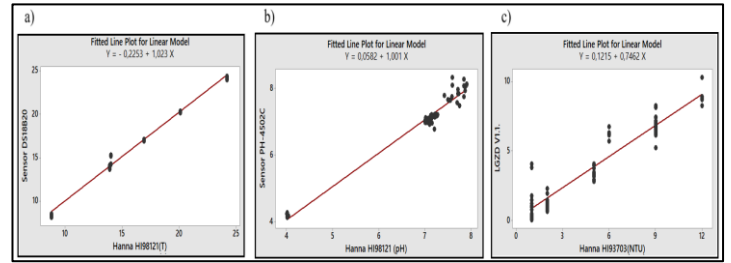 a)
Fitted Line Plot for Linear Model
Y = - 0,2253 + 1,023 X
25
20
15
10
Sensor DS18B20
10
15
20
25
Hanna HI98121(T)
b)
Fitted Line Plot for Linear Model
Y = 0,0582 + 1,001 X
8
6
4
Sensor PH-4502C
4
5
6
7
8
Hanna HI98121 (pH)
c)
Fitted Line Plot for Linear Model
Y = 0,1215 + 0,7462 X
10
5
0
LGZD V1.1.
0
3
6
9
12
Hanna HI93703(NTU)